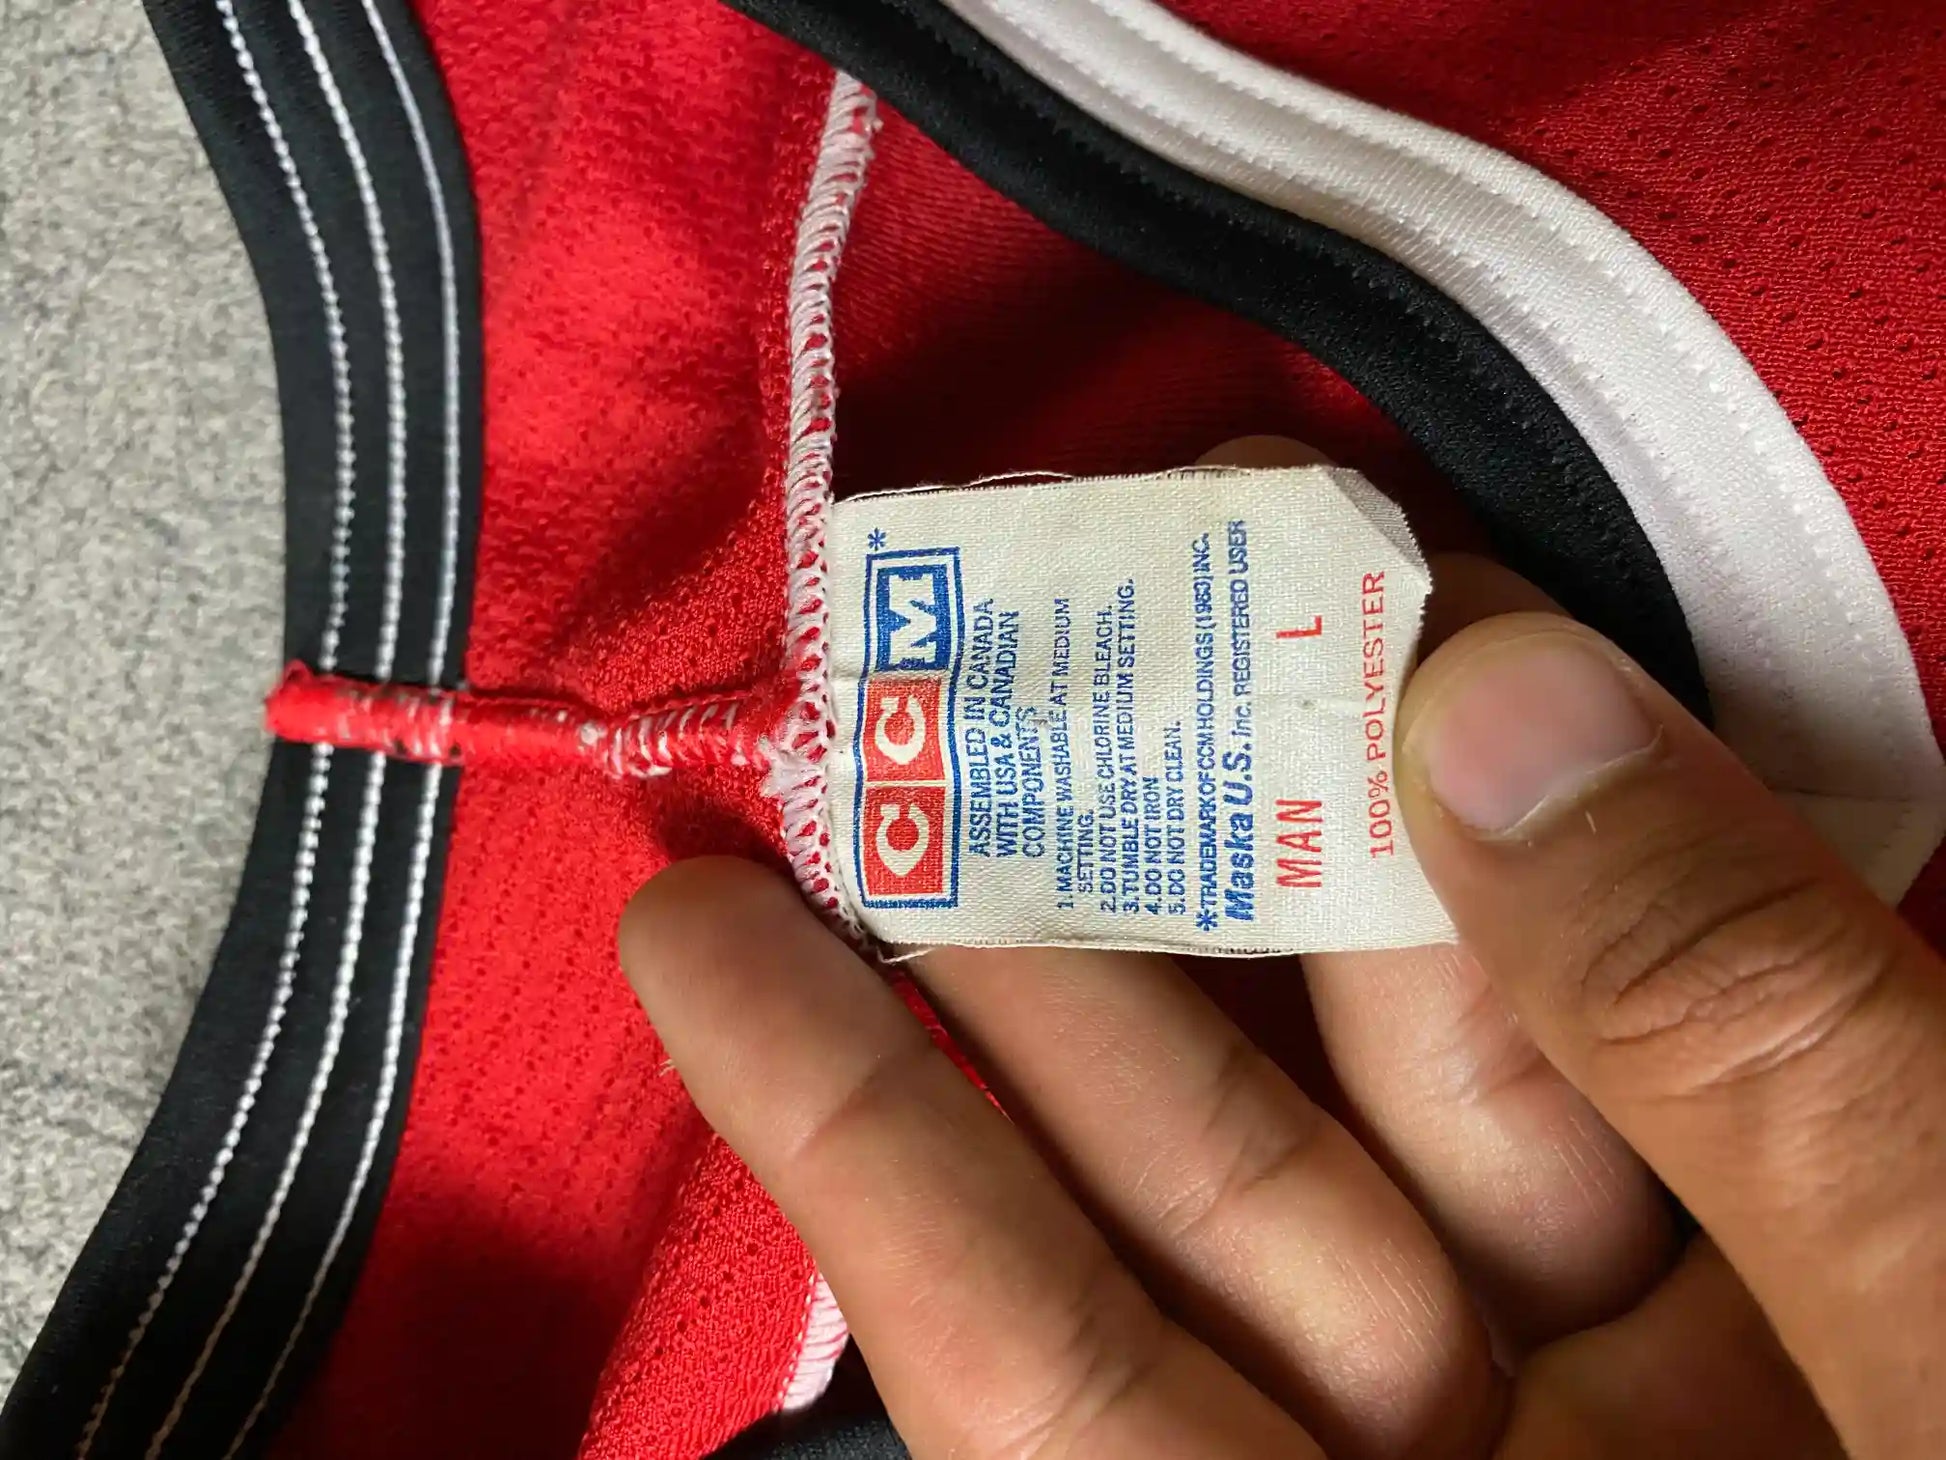 CCM*
ASSEMBLED IN CANADA
WITH USA & CANADIAN
COMPONENTS
1. MACHINE WASHABLE AT MEDIUM
SETTING.
2. DO NOT USE CHLORINE BLEACH.
3. TUMBLE DRY AT MEDIUM SETTING.
4. DO NOT IRON
5. DO NOT DRY CLEAN.
*TRADEMARK OF CCM HOLDINGS (1983) INC.
Maska U.S. Inc. REGISTERED USER
MAN L
100% POLYESTER